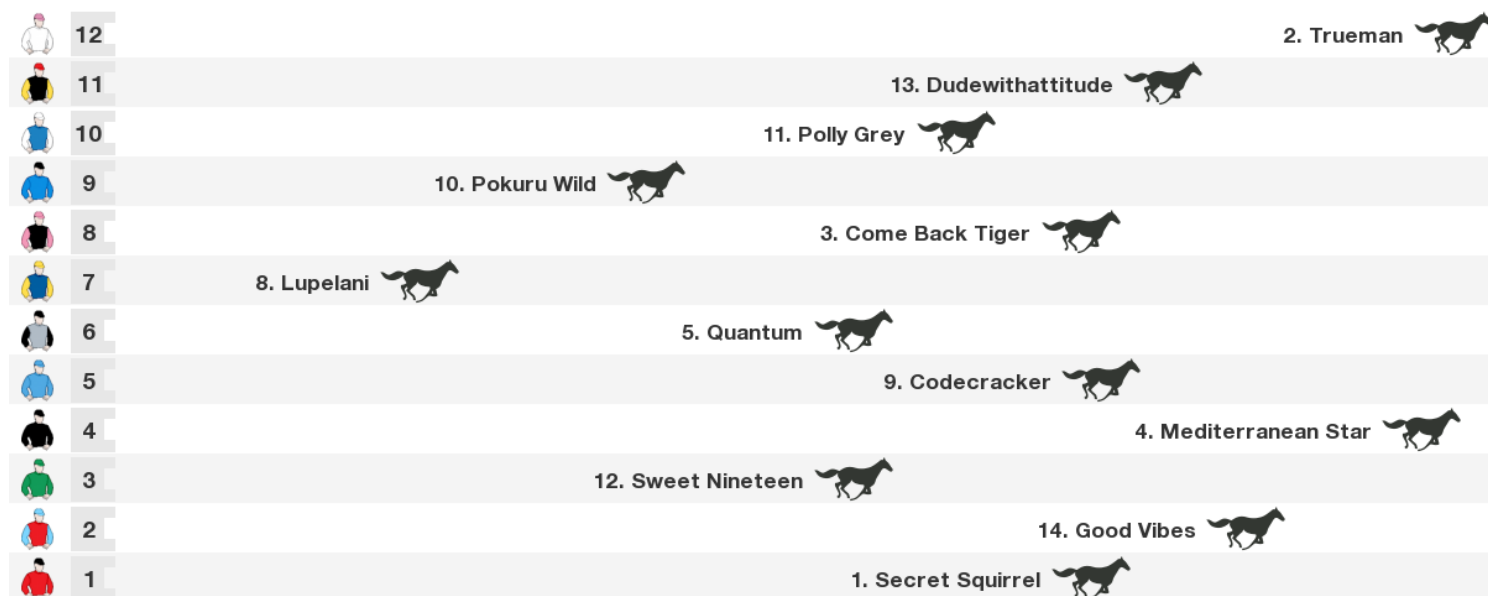 12 2. Trueman
11 13. Dudewithattitude
10 11. Polly Grey
9 10. Pokuru Wild
8 3. Come Back Tiger
7 8. Lupelani
6 5. Quantum
5 9. Codecracker
4 4. Mediterranean Star
3 12. Sweet Nineteen
2 14. Good Vibes
1 1. Secret Squirrel